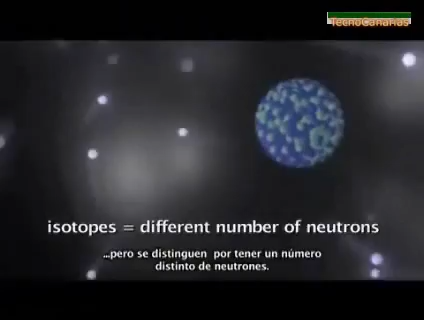 TecnoCanarias
isotopes = different number of neutrons
...pero se distinguen por tener un número
distinto de neutrones.